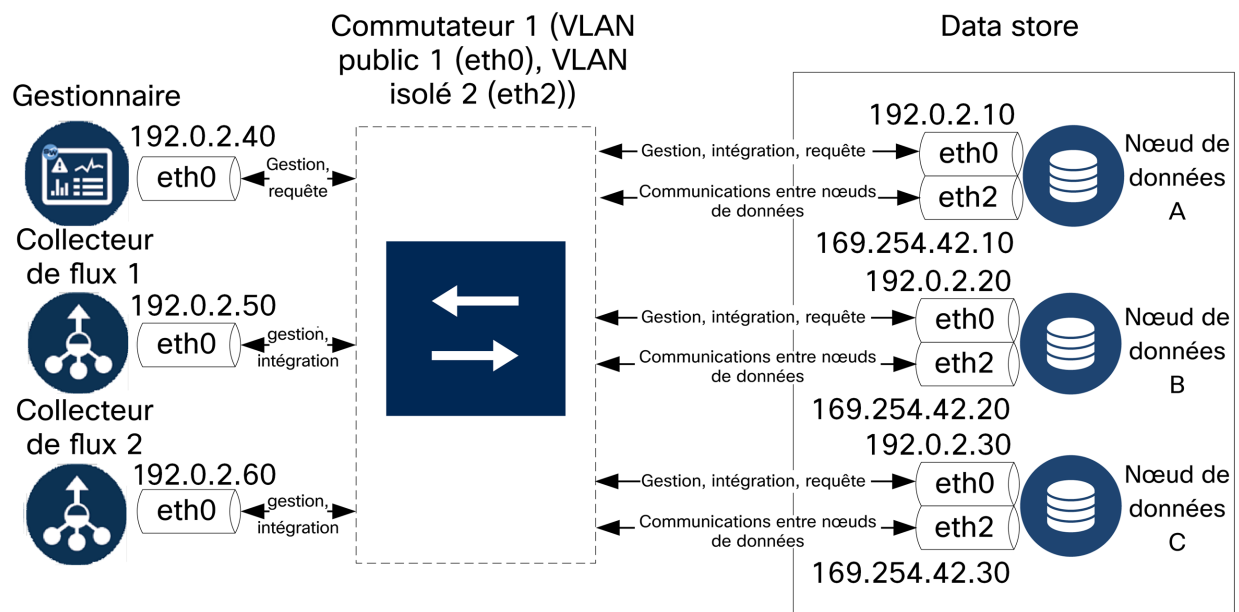 Commutateur 1 (VLAN
public 1 (eth0), VLAN
isolé 2 (eth2))
Data store
Gestionnaire
192.0.2.40
eth0
Gestion,
requête
Collecteur
de flux 1
192.0.2.50
eth0
gestion,
intégration
Collecteur
de flux 2
192.0.2.60
eth0
gestion,
intégration
192.0.2.10
Gestion, intégration, requête
eth0
Communications entre nœuds
de données
eth2
169.254.42.10
Nœud de
données
A
192.0.2.20
Gestion, intégration, requête
eth0
Communications entre nœuds
de données
eth2
169.254.42.20
Nœud de
données
B
192.0.2.30
Gestion, intégration, requête
eth0
Communications entre nœuds
de données
eth2
169.254.42.30
Nœud de
données
C